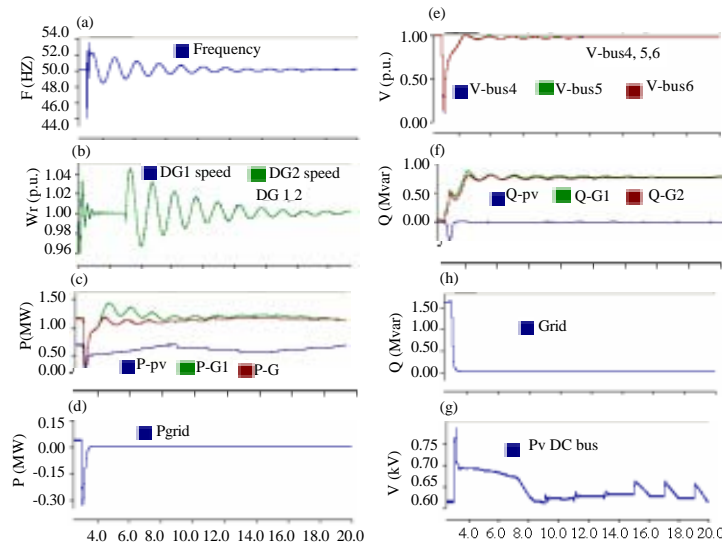 (a)
54.0
52.0
50.0
48.0
46.0
44.0
F (HZ)
Frequency
(b)
1.04
1.00
0.98
0.96
Wr (p.u.)
DG1 speed
DG2 speed
DG 1,2
(c)
1.50
1.00
0.50
0.00
P(MW)
P-pv
P-G1
P-G
(d)
0.15
0.00
-0.15
-0.30
P (MW)
Pgrid
4.0 6.0 8.0 10.0 12.0 14.0 16.0 18.0 20.0
(e)
1.00
0.50
0.00
V (p.u.)
V-bus4, 5,6
V-bus4
V-bus5
V-bus6
(f)
1.00
0.50
0.00
Q (Mvar)
Q-pv
Q-G1
Q-G2
(h)
1.50
1.00
0.50
0.00
Q (Mvar)
Grid
(g)
0.75
0.70
0.65
0.60
V (kV)
Pv DC bus
4.0 6.0 8.0 10.0 12.0 14.0 16.0 18.0 20.0